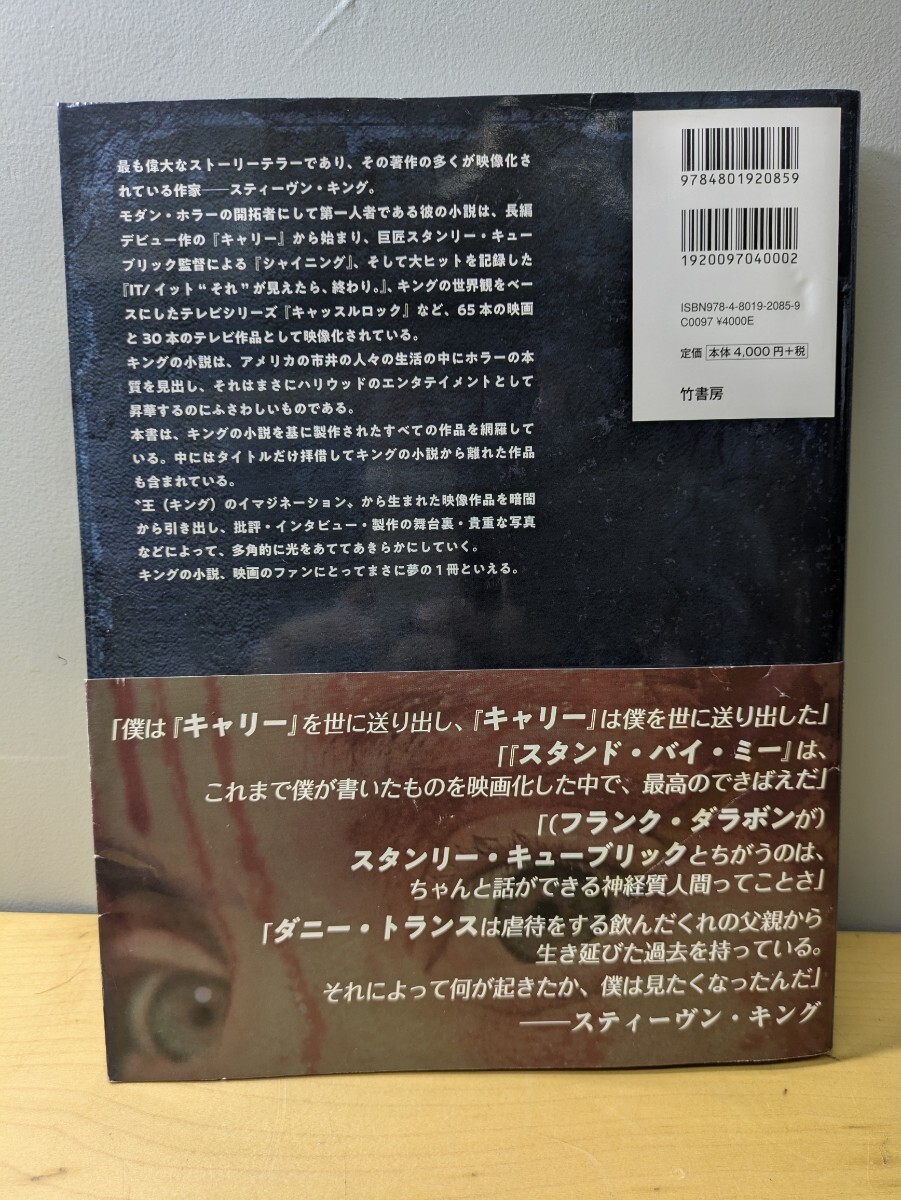 最も偉大なストーリーテラーであり、その著作の多くが映像化さ
れている作家――スティーヴン・キング。
モダン・ホラーの開拓者にして第一人者である彼の小説は、長編
デビュー作の『キャリー』から始まり、巨匠スタンリー・キュー
ブリック監督による『シャイニング』、そして大ヒットを記録した
『IT/イット“それ”が見えたら、終わり。』、キングの世界観をベー
スにしたテレビシリーズ『キャッスルロック』など、65本の映画
と30本のテレビ作品として映像化されている。
キングの小説は、アメリカの市井の人々の生活の中にホラーの本
質を見出し、それはまさにハリウッドのエンタテイメントとして
昇華するのにふさわしいものである。
本書は、キングの小説を基に製作されたすべての作品を網羅して
いる。中にはタイトルだけ拝借してキングの小説から離れた作品
も含まれている。
〝王（キング）のイマジネーション〟から生まれた映像作品を暗闇
から引き出し、批評・インタビュー・製作の舞台裏・貴重な写真
などによって、多角的に光をあててあきらかにしていく。
キングの小説、映画のファンにとってまさに夢の1冊といえる。
9784801920859
1920097040002
ISBN978-4-8019-2085-9
C0097 ¥4000E
定価 本体4,000円+税
竹書房
「僕は『キャリー』を世に送り出し、『キャリー』は僕を世に送り出した」
「『スタンド・バイ・ミー』は、
これまで僕が書いたものを映画化した中で、最高のできばえだ」
「(フランク・ダラボンが)
スタンリー・キューブリックとちがうのは、
ちゃんと話ができる神経質人間ってことさ」
「ダニー・トランスは虐待をする飲んだくれの父親から
生き延びた過去を持っている。
それによって何が起きたか、僕は見たくなったんだ」
――スティーヴン・キング